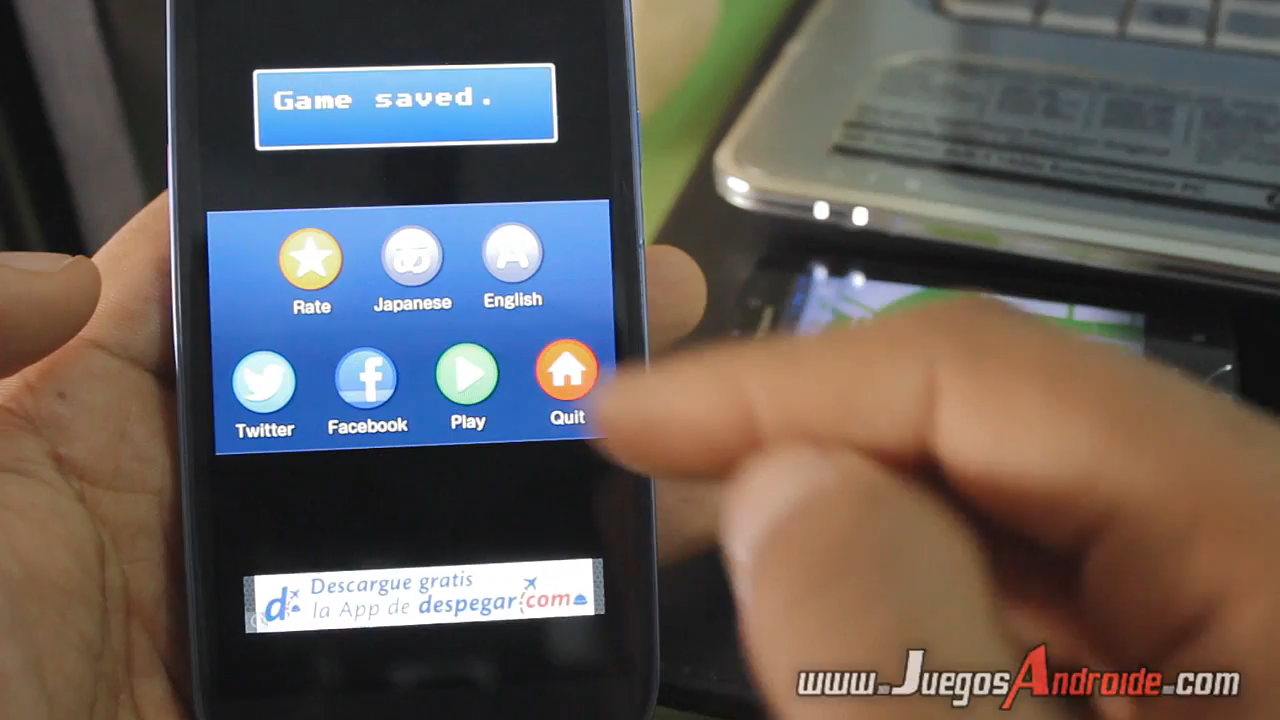 Game saved.
Rate
Japanese
English
Twitter
Facebook
Play
Quit
Descargue gratis
la App de despegar.com
www.JuegosAndroide.com